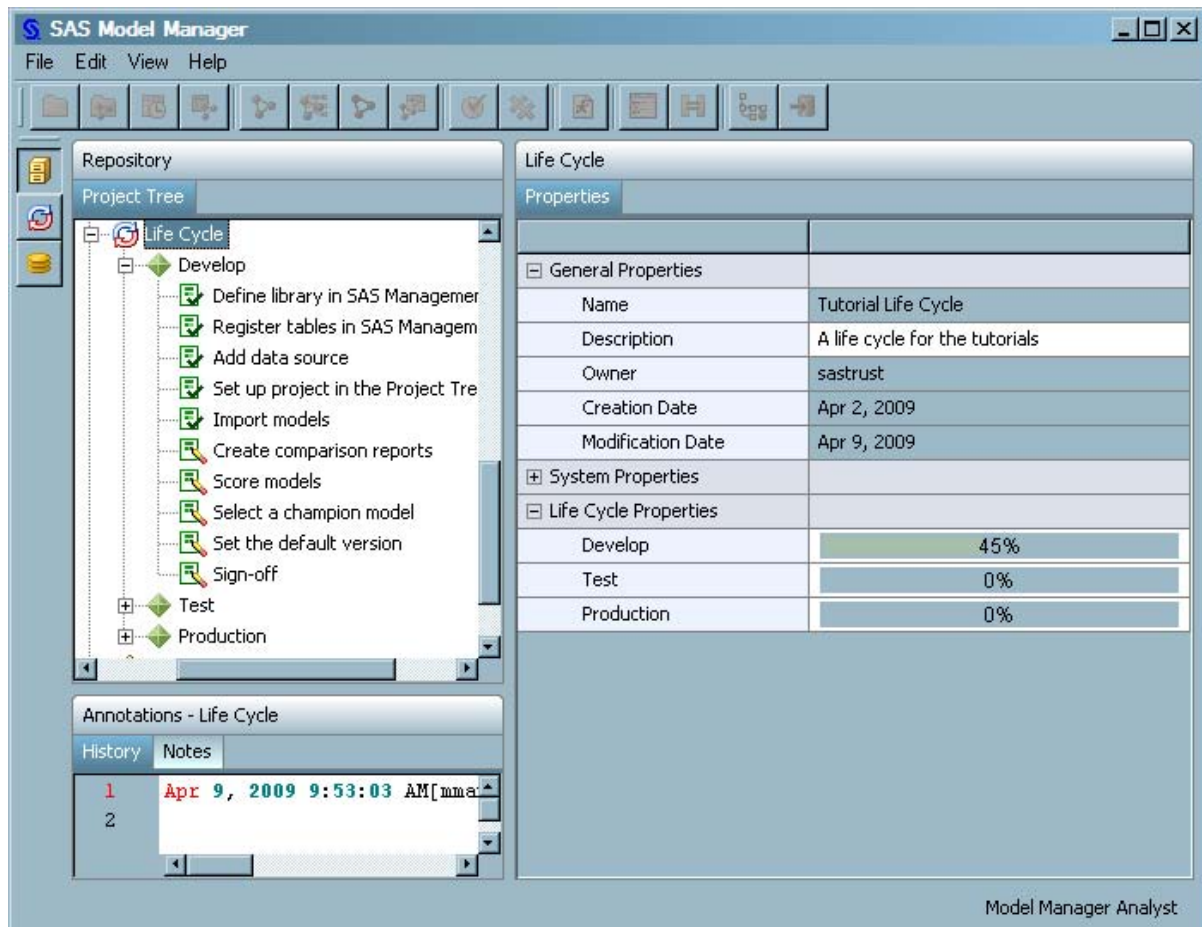 SAS Model Manager
File Edit View Help
Repository
Project Tree
Life Cycle
Develop
Define library in SAS Managemer
Register tables in SAS Managem
Add data source
Set up project in the Project Tre
Import models
Create comparison reports
Score models
Select a champion model
Set the default version
Sign-off
Test
Production
Annotations - Life Cycle
History Notes
1 Apr 9, 2009 9:53:03 AM[mma
2
Life Cycle
Properties
General Properties
Name Tutorial Life Cycle
Description A life cycle for the tutorials
Owner sastrust
Creation Date Apr 2, 2009
Modification Date Apr 9, 2009
System Properties
Life Cycle Properties
Develop 45%
Test 0%
Production 0%
Model Manager Analyst